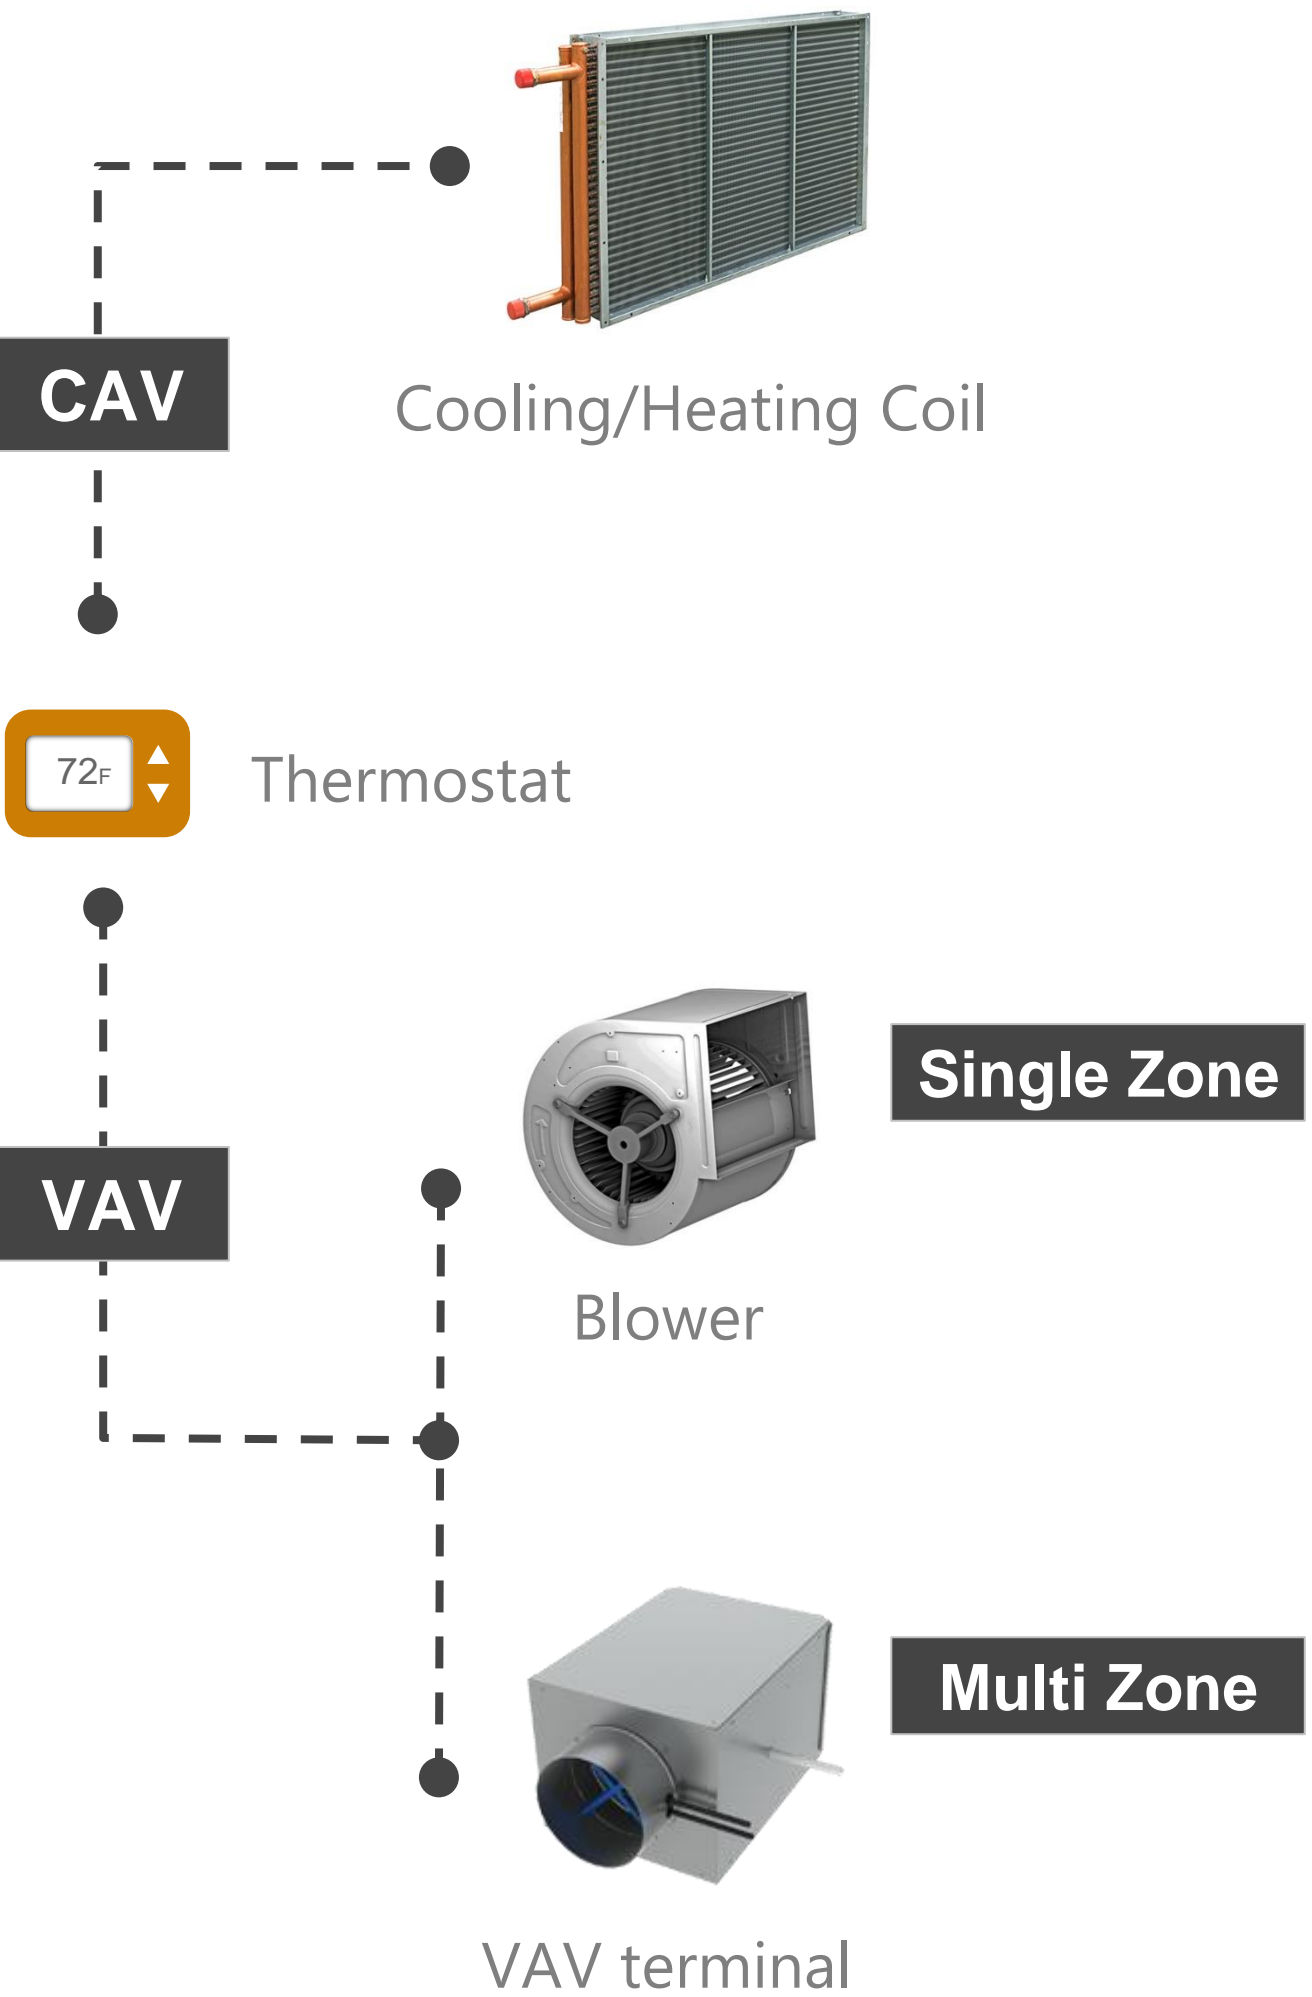 CAV
Cooling/Heating Coil
72F
Thermostat
Single Zone
VAV
Blower
Multi Zone
VAV terminal